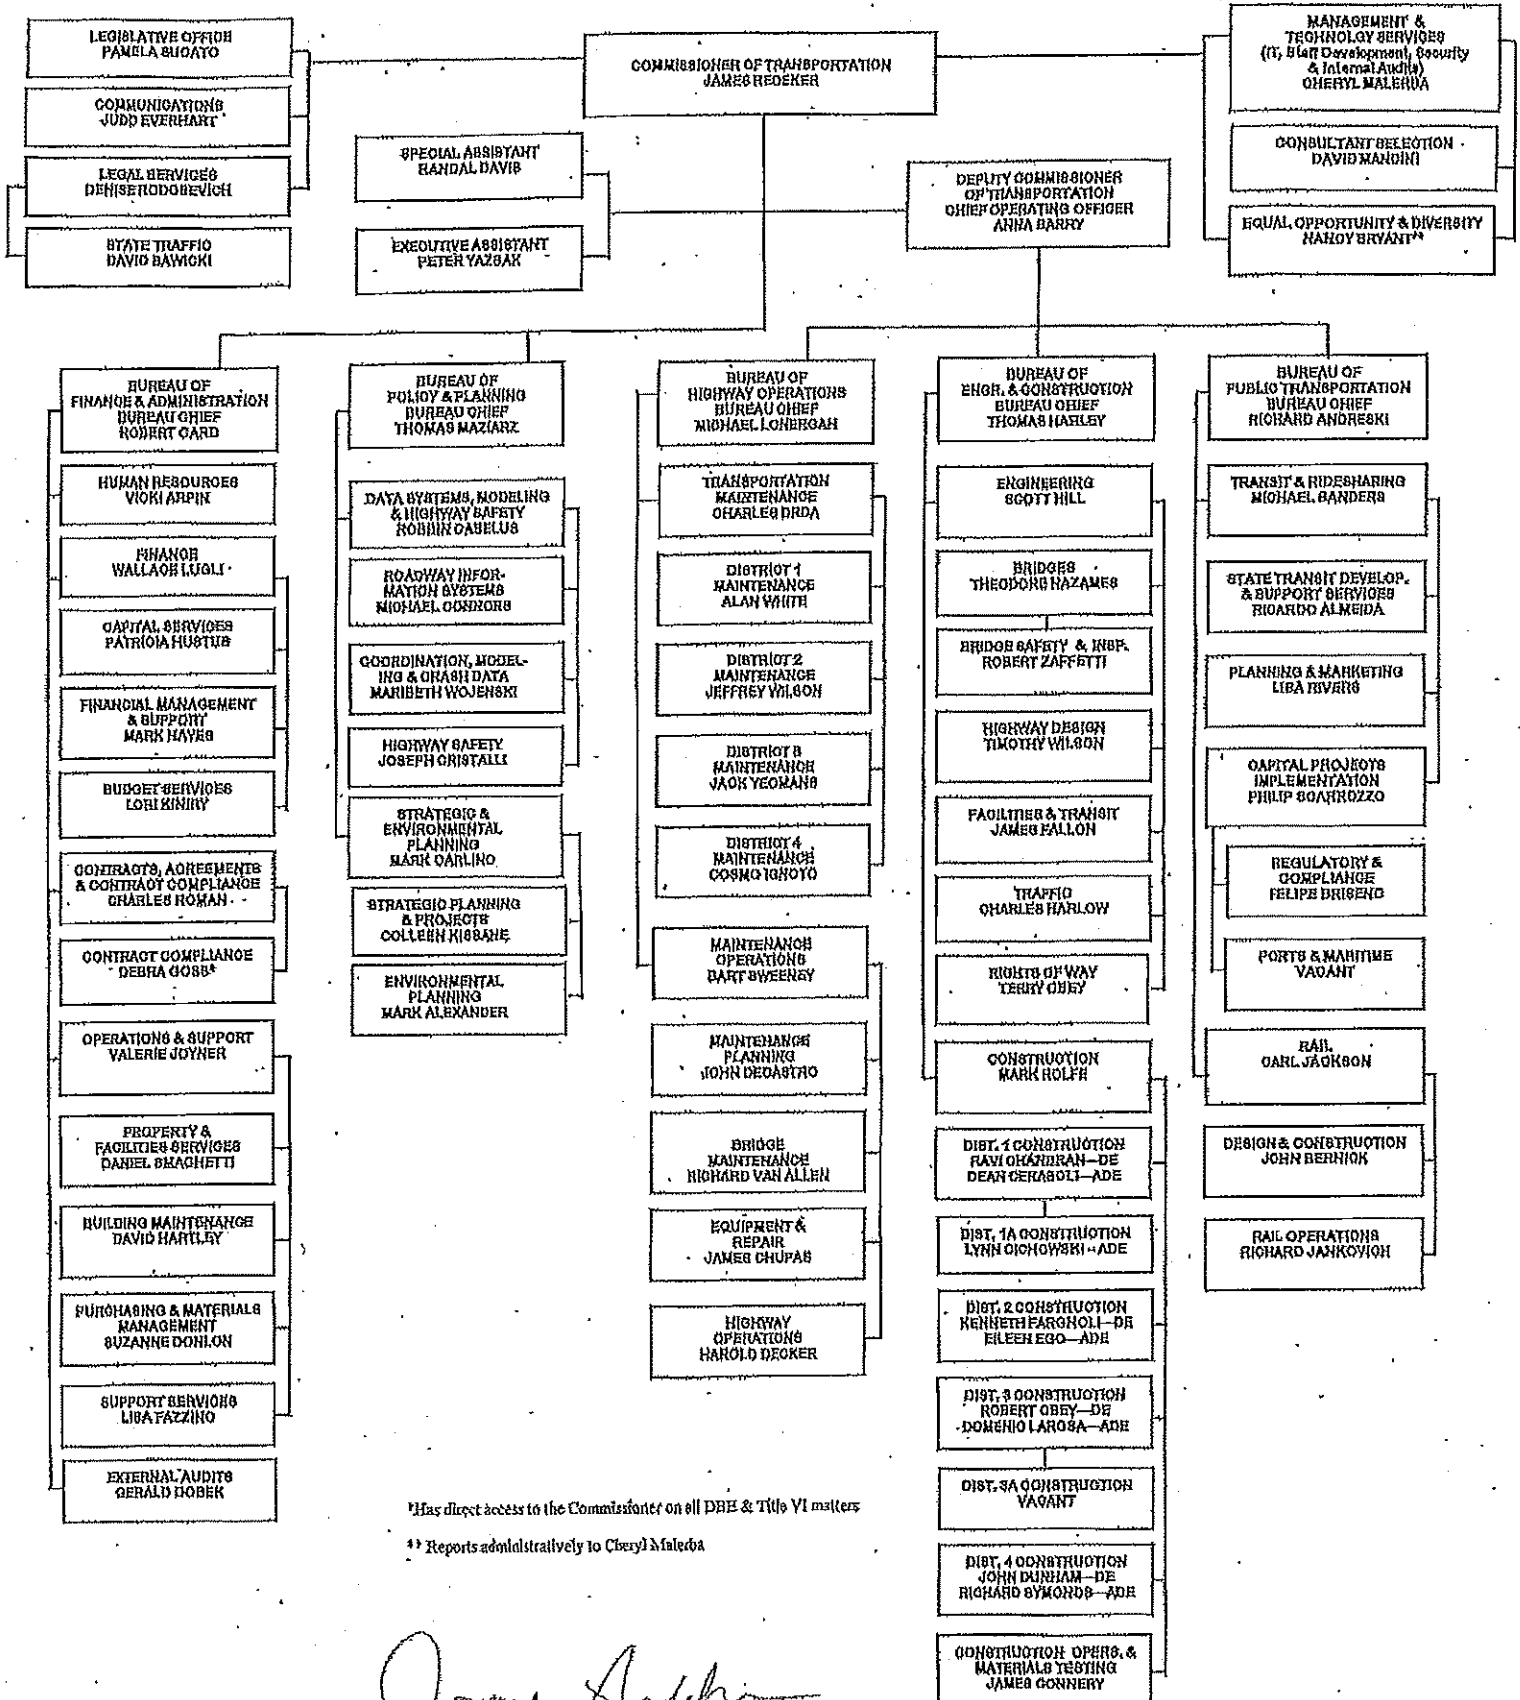 LEGISLATIVE OFFICE
PAMELA SUCATO
COMMUNICATIONS
JUDD EVERHART
LEGAL SERVICES
DENISE RODOSEVICH
STATE TRAFFIC
DAVID SAWICKI
COMMISSIONER OF TRANSPORTATION
JAMES REDEKER
SPECIAL ASSISTANT
RANDAL DAVIS
EXECUTIVE ASSISTANT
PETER YAZBAK
DEPUTY COMMISSIONER
OF TRANSPORTATION
CHIEF OPERATING OFFICER
ANNA BARRY
MANAGEMENT &
TECHNOLGY SERVICES
(IT, Staff Development, Security
& Internal Audits)
CHERYL MALERBA
CONSULTANT SELECTION
DAVID MANCINI
EQUAL OPPORTUNITY & DIVERSITY
NANCY BRYANT**
BUREAU OF
FINANCE & ADMINISTRATION
BUREAU CHIEF
ROBERT CARD
HUMAN RESOURCES
VICKI ARPIN
FINANCE
WALLACE LUGLI
CAPITAL SERVICES
PATRICIA HUSTUS
FINANCIAL MANAGEMENT
& SUPPORT
MARK HAYES
BUDGET SERVICES
LORI KINIRY
CONTRACTS, AGREEMENTS
& CONTRACT COMPLIANCE
CHARLES ROMAN
CONTRACT COMPLIANCE
DEBRA GOSS*
OPERATIONS & SUPPORT
VALERIE JOYNER
PROPERTY &
FACILITIES SERVICES
DANIEL SMACHETTI
BUILDING MAINTENANCE
DAVID HARTLEY
PURCHASING & MATERIALS
MANAGEMENT
SUZANNE DONLON
SUPPORT SERVICES
LISA FAZZINO
EXTERNAL AUDITS
GERALD DOBEK
BUREAU OF
POLICY & PLANNING
BUREAU CHIEF
THOMAS MAZIARZ
DATA SYSTEMS, MODELING
& HIGHWAY SAFETY
ROBBIN CABELUS
ROADWAY INFOR-
MATION SYSTEMS
MICHAEL CONNORS
COORDINATION, MODEL-
ING & CRASH DATA
MARIBETH WOJENSKI
HIGHWAY SAFETY
JOSEPH CRISTALLI
STRATEGIC &
ENVIRONMENTAL
PLANNING
MARK CARLINO
STRATEGIC PLANNING
& PROJECTS
COLLEEN KISSANE
ENVIRONMENTAL
PLANNING
MARK ALEXANDER
BUREAU OF
HIGHWAY OPERATIONS
BUREAU CHIEF
MICHAEL LONERGAN
TRANSPORTATION
MAINTENANCE
CHARLES DRDA
DISTRICT 1
MAINTENANCE
ALAN WHITE
DISTRICT 2
MAINTENANCE
JEFFREY WILSON
DISTRICT 3
MAINTENANCE
JACK YEOMANS
DISTRICT 4
MAINTENANCE
COSMO IGNOTO
MAINTENANCE
OPERATIONS
BART SWEENEY
MAINTENANCE
PLANNING
JOHN DECASTRO
BRIDGE
MAINTENANCE
RICHARD VAN ALLEN
EQUIPMENT &
REPAIR
JAMES CHUPAS
HIGHWAY
OPERATIONS
HAROLD DECKER
BUREAU OF
ENGR. & CONSTRUCTION
BUREAU CHIEF
THOMAS HARLEY
ENGINEERING
SCOTT HILL
BRIDGES
THEODORE NAZAMES
BRIDGE SAFETY & INSP.
ROBERT ZAFFETTI
HIGHWAY DESIGN
TIMOTHY WILSON
FACILITIES & TRANSIT
JAMES FALLON
TRAFFIC
CHARLES HARLOW
RIGHTS OF WAY
TERRY OBEY
CONSTRUCTION
MARK ROLFE
DIST. 1 CONSTRUCTION
RAVI CHANDRAN—DE
DEAN CERASOLI—ADE
DIST. 1A CONSTRUCTION
LYNN CICHOWSKI--ADE
DIST. 2 CONSTRUCTION
KENNETH FARGNOLI—DE
EILEEN EGO—ADE
DIST. 3 CONSTRUCTION
ROBERT OBEY—DE
DOMENIC LAROSA—ADE
DIST. 3A CONSTRUCTION
VACANT
DIST. 4 CONSTRUCTION
JOHN DUNHAM—DE
RICHARD SYMONDS—ADE
CONSTRUCTION OPERS. &
MATERIALS TESTING
JAMES CONNERY
BUREAU OF
PUBLIC TRANSPORTATION
BUREAU CHIEF
RICHARD ANDRESKI
TRANSIT & RIDESHARING
MICHAEL SANDERS
STATE TRANSIT DEVELOP.
& SUPPORT SERVICES
RICARDO ALMEIDA
PLANNING & MARKETING
LISA RIVERS
CAPITAL PROJECTS
IMPLEMENTATION
PHILIP SCARROZZO
REGULATORY &
COMPLIANCE
FELIPE BRISENO
PORTS & MARITIME
VACANT
RAIL
CARL JACKSON
DESIGN & CONSTRUCTION
JOHN BERNICK
RAIL OPERATIONS
RICHARD JANKOVICH
*Has direct access to the Commissioner on all DBE & Title VI matters
** Reports administratively to Cheryl Malerba